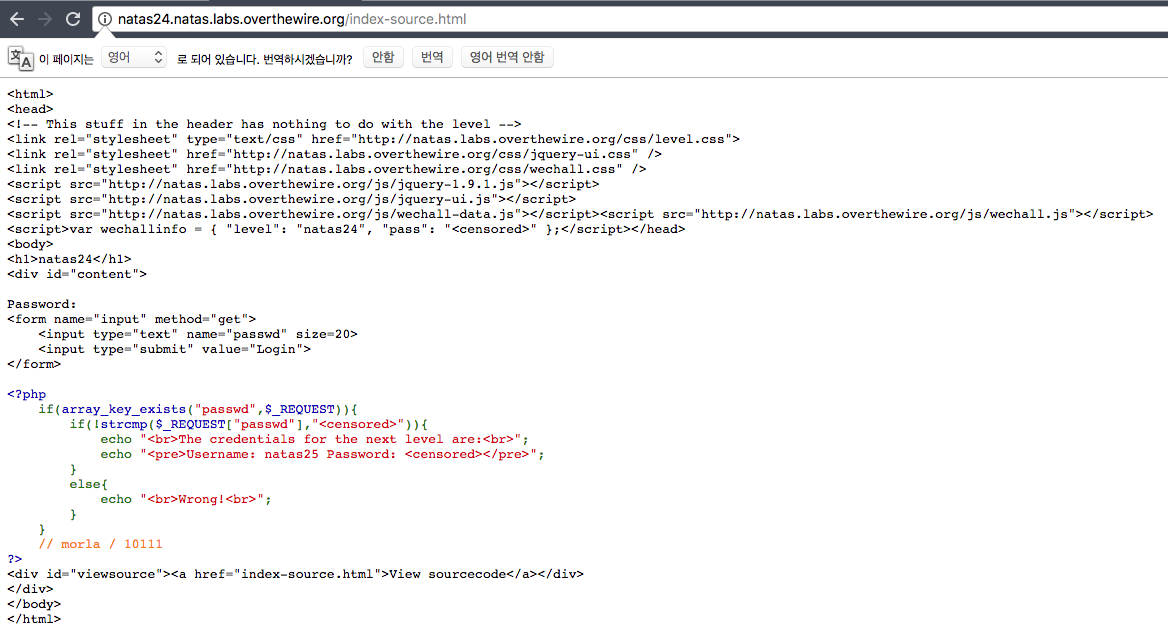 natas24.natas.labs.overthewire.org/index-source.html
이 페이지는 영어 로 되어 있습니다. 번역하시겠습니까? 안함 번역 영어 번역 안함
<html>
<head>
<!-- This stuff in the header has nothing to do with the level -->
<link rel="stylesheet" type="text/css" href="http://natas.labs.overthewire.org/css/level.css">
<link rel="stylesheet" href="http://natas.labs.overthewire.org/css/jquery-ui.css" />
<link rel="stylesheet" href="http://natas.labs.overthewire.org/css/wechall.css" />
<script src="http://natas.labs.overthewire.org/js/jquery-1.9.1.js"></script>
<script src="http://natas.labs.overthewire.org/js/jquery-ui.js"></script>
<script src="http://natas.labs.overthewire.org/js/wechall-data.js"></script><script src="http://natas.labs.overthewire.org/js/wechall.js"></script>
<script>var wechallinfo = { "level": "natas24", "pass": "<censored>" };</script></head>
<body>
<h1>natas24</h1>
<div id="content">

Password:
<form name="input" method="get">
    <input type="text" name="passwd" size=20>
    <input type="submit" value="Login">
</form>

<?php
    if(array_key_exists("passwd",$_REQUEST)){
        if(!strcmp($_REQUEST["passwd"],"<censored>")){
            echo "<br>The credentials for the next level are:<br>";
            echo "<pre>Username: natas25 Password: <censored></pre>";
        }
        else{
            echo "<br>Wrong!<br>";
        }
    }
    // morla / 10111
?>
<div id="viewsource"><a href="index-source.html">View sourcecode</a></div>
</div>
</body>
</html>